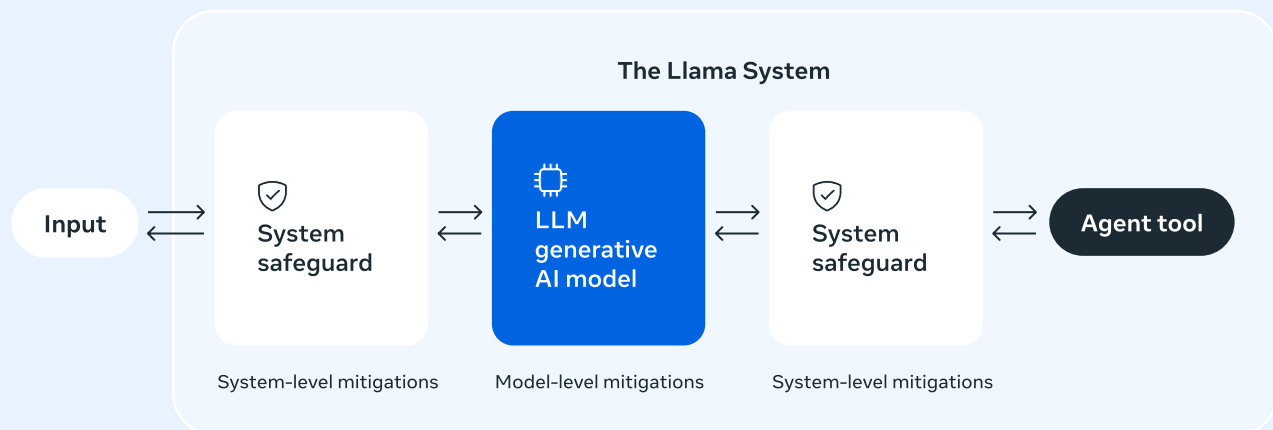 The Llama System
Input
System
safeguard
LLM
generative
AI model
System
safeguard
Agent tool
System-level mitigations
Model-level mitigations
System-level mitigations